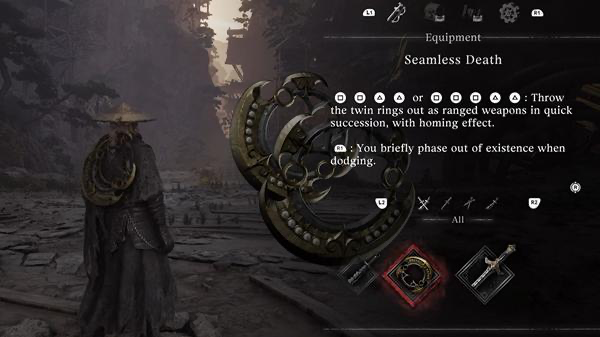 L1 R1
Equipment
Seamless Death
□ □ △ △ or □ □ □ △ △ : Throw
the twin rings out as ranged weapons in quick
succession, with homing effect.
R1 : You briefly phase out of existence when
dodging.
L2 R2
All